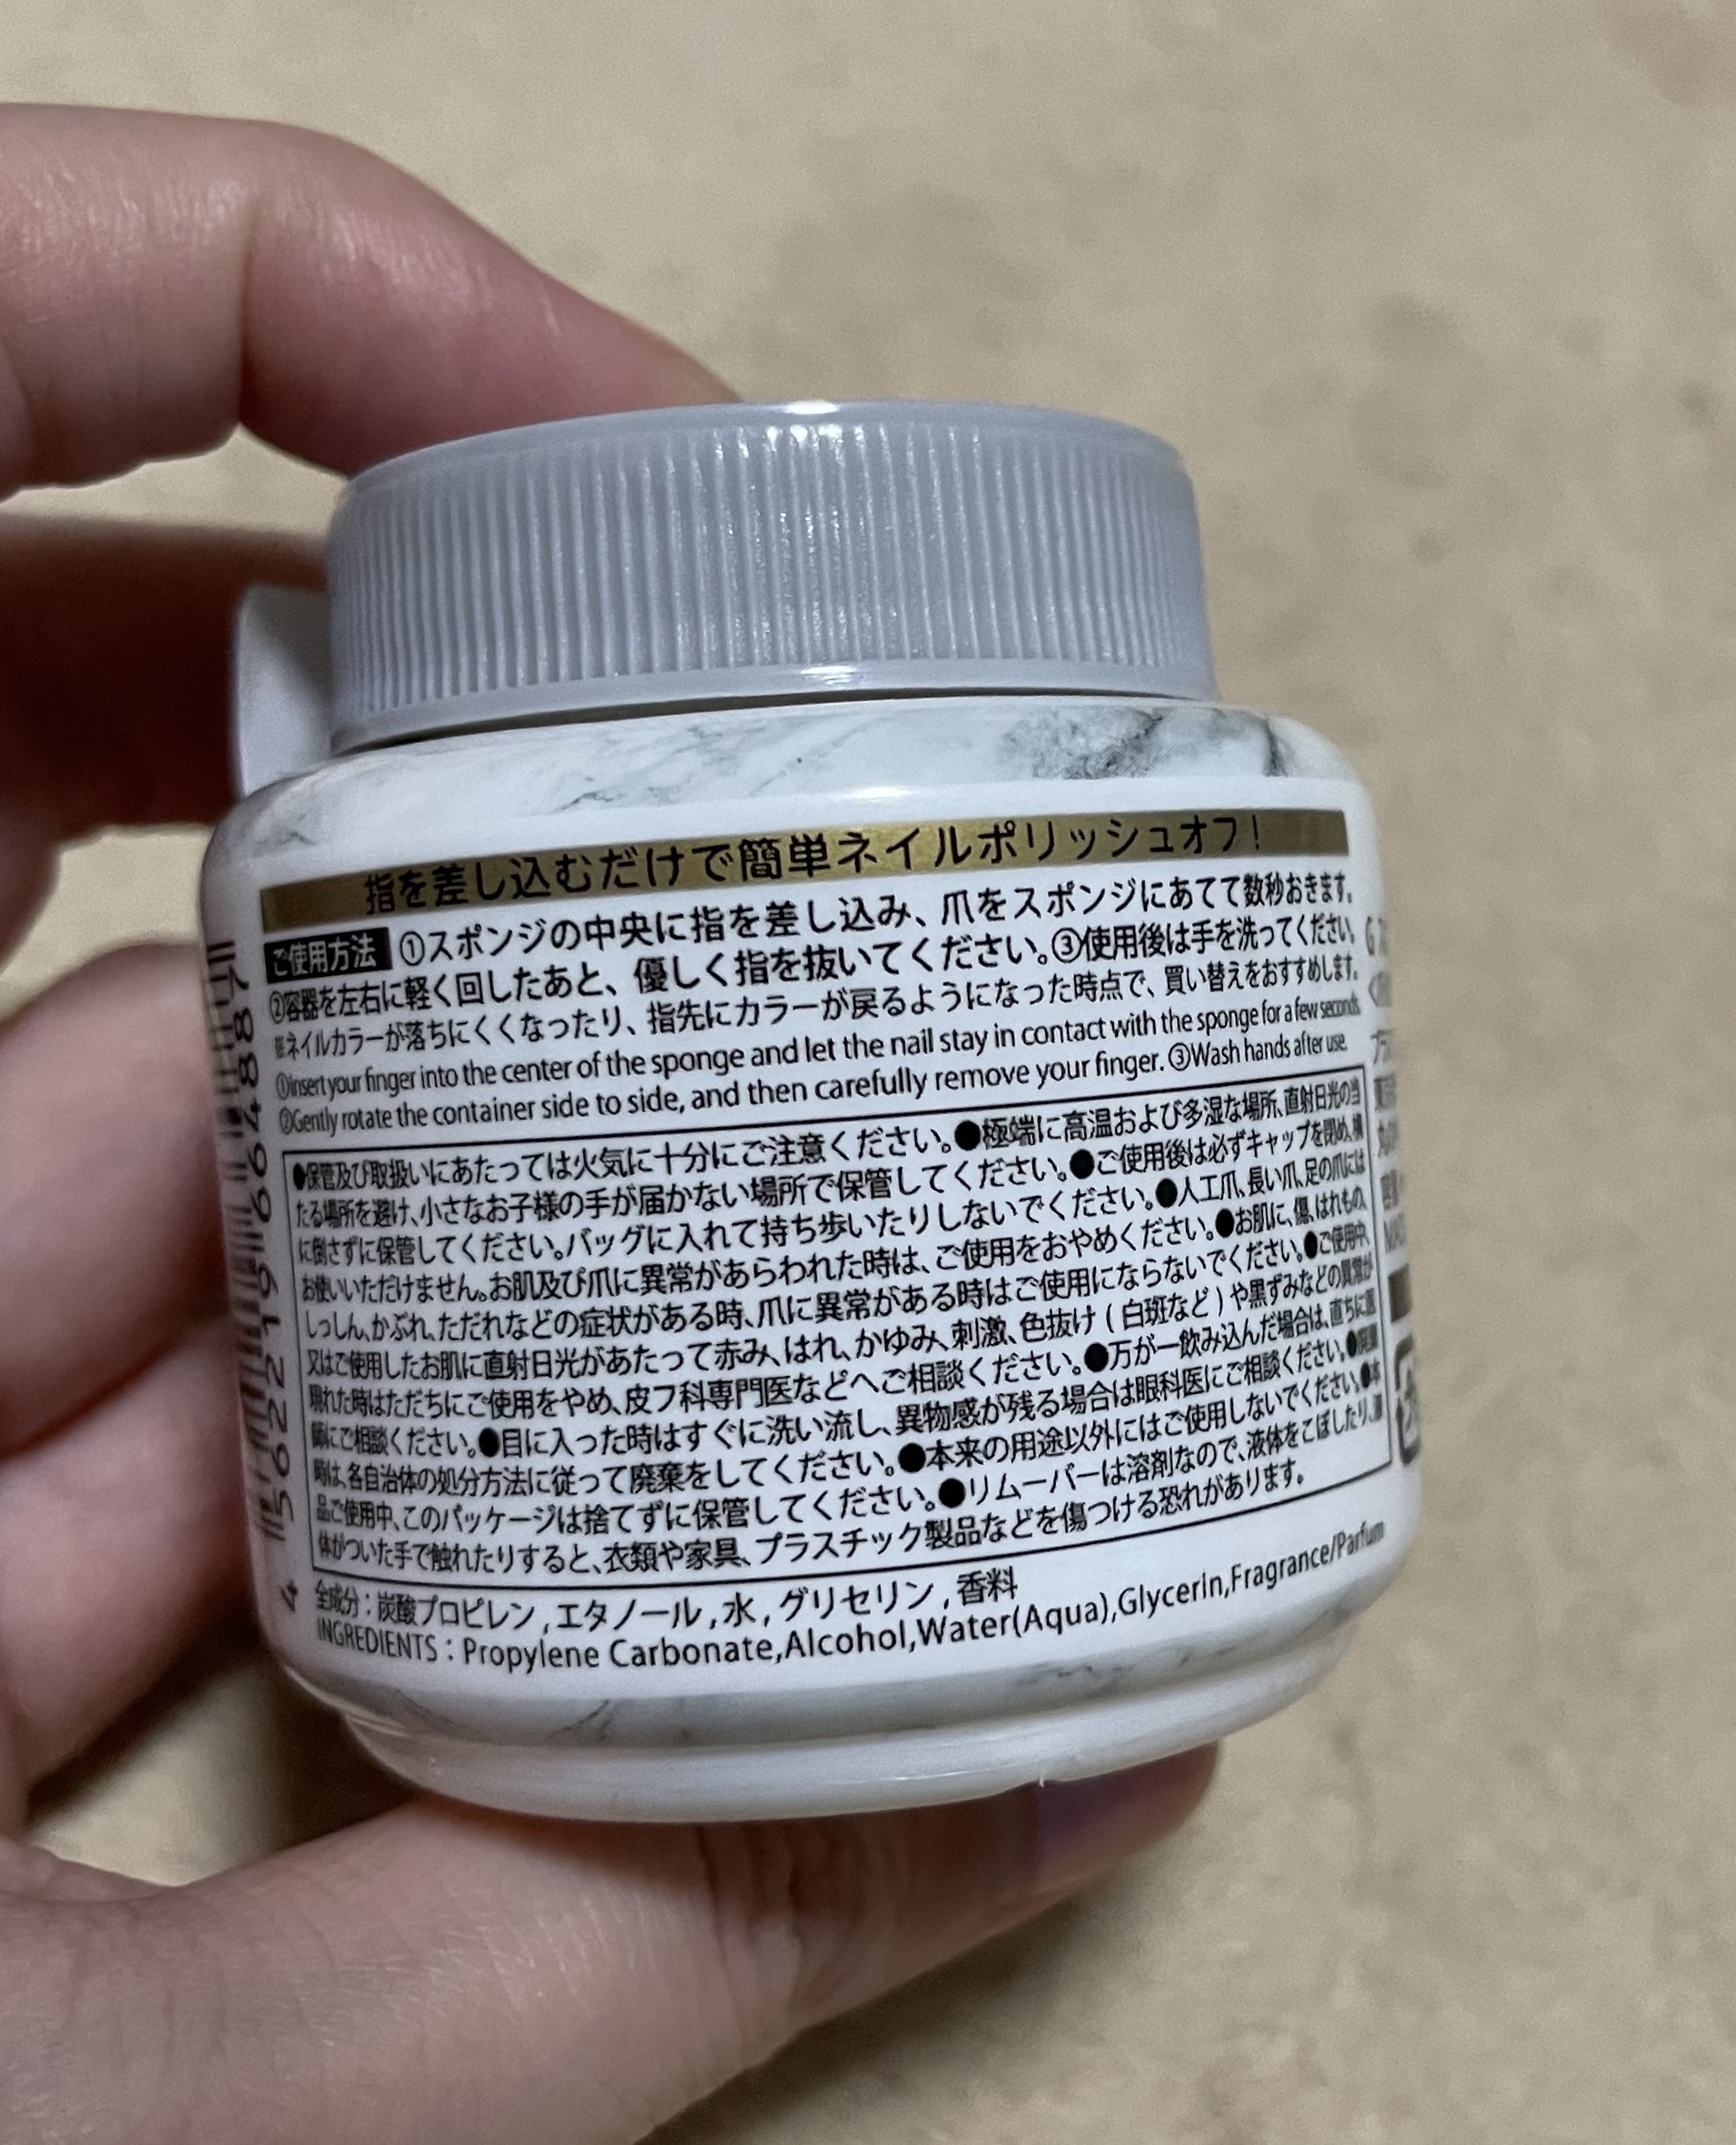 指を差し込むだけで簡単ネイルポリッシュオフ!
ご使用方法 ①スポンジの中央に指を差し込み、爪をスポンジにあてて数秒おきます。
②容器を左右に軽く回したあと、優しく指を抜いてください。③使用後は手を洗ってください。
※ネイルカラーが落ちにくくなったり、指先にカラーが戻るようになった時点で、買い替えをおすすめします。
①Insert your finger into the center of the sponge and let the nail stay in contact with the sponge for a few seconds.
②Gently rotate the container side to side, and then carefully remove your finger. ③Wash hands after use.
●保管及び取扱いにあたっては火気に十分にご注意ください。●極端に高温および多湿な場所、直射日光の当
たる場所を避け、小さなお子様の手が届かない場所で保管してください。●ご使用後は必ずキャップを閉め、横
に倒さずに保管してください。バッグに入れて持ち歩いたりしないでください。●人工爪、長い爪、足の爪には
お使いいただけません。お肌及び爪に異常があらわれた時は、ご使用をおやめください。●お肌に、傷、はれもの、
しっしん、かぶれ、ただれなどの症状がある時、爪に異常がある時はご使用にならないでください。●ご使用中、
又はご使用したお肌に直射日光があたって赤み、はれ、かゆみ、刺激、色抜け(白斑など)や黒ずみなどの異常が
現れた時はただちにご使用をやめ、皮フ科専門医などへご相談ください。●万が一飲み込んだ場合は、直ちに医
師にご相談ください。●目に入った時はすぐに洗い流し、異物感が残る場合は眼科医にご相談ください。●廃棄
時は、各自治体の処分方法に従って廃棄をしてください。●本来の用途以外にはご使用しないでください。●本
品ご使用中、このパッケージは捨てずに保管してください。●リムーバーは溶剤なので、液体をこぼしたり、液
体がついた手で触れたりすると、衣類や家具、プラスチック製品などを傷つける恐れがあります。
全成分：炭酸プロピレン,エタノール,水,グリセリン,香料
INGREDIENTS：Propylene Carbonate,Alcohol,Water(Aqua),Glycerin,Fragrance/Parfum
4 562219 664887